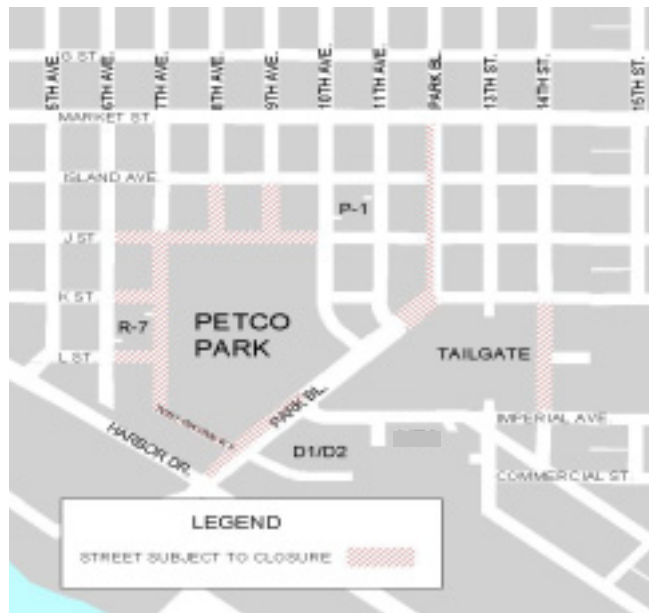 G ST.
5TH AVE.
6TH AVE.
7TH AVE.
8TH AVE.
9TH AVE.
10TH AVE.
11TH AVE.
PARK BL.
13TH ST.
14TH ST.
15TH ST.
MARKET ST.
ISLAND AVE.
P-1
J ST.
K ST.
R-7
PETCO
PARK
TAILGATE
L ST.
PARK BL.
IMPERIAL AVE.
HARBOR DR.
D1/D2
COMMERCIAL ST.
LEGEND
STREET SUBJECT TO CLOSURE